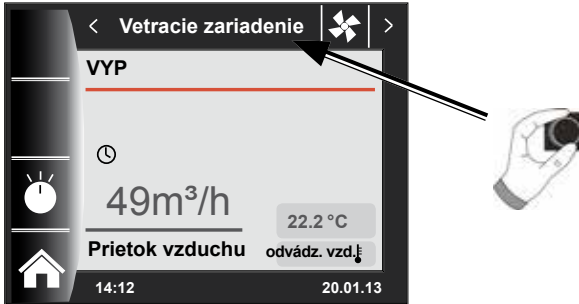 Vetracie zariadenie
VYP
49m³/h
22.2 °C
Prietok vzduchu
odvádz. vzd.
14:12
20.01.13